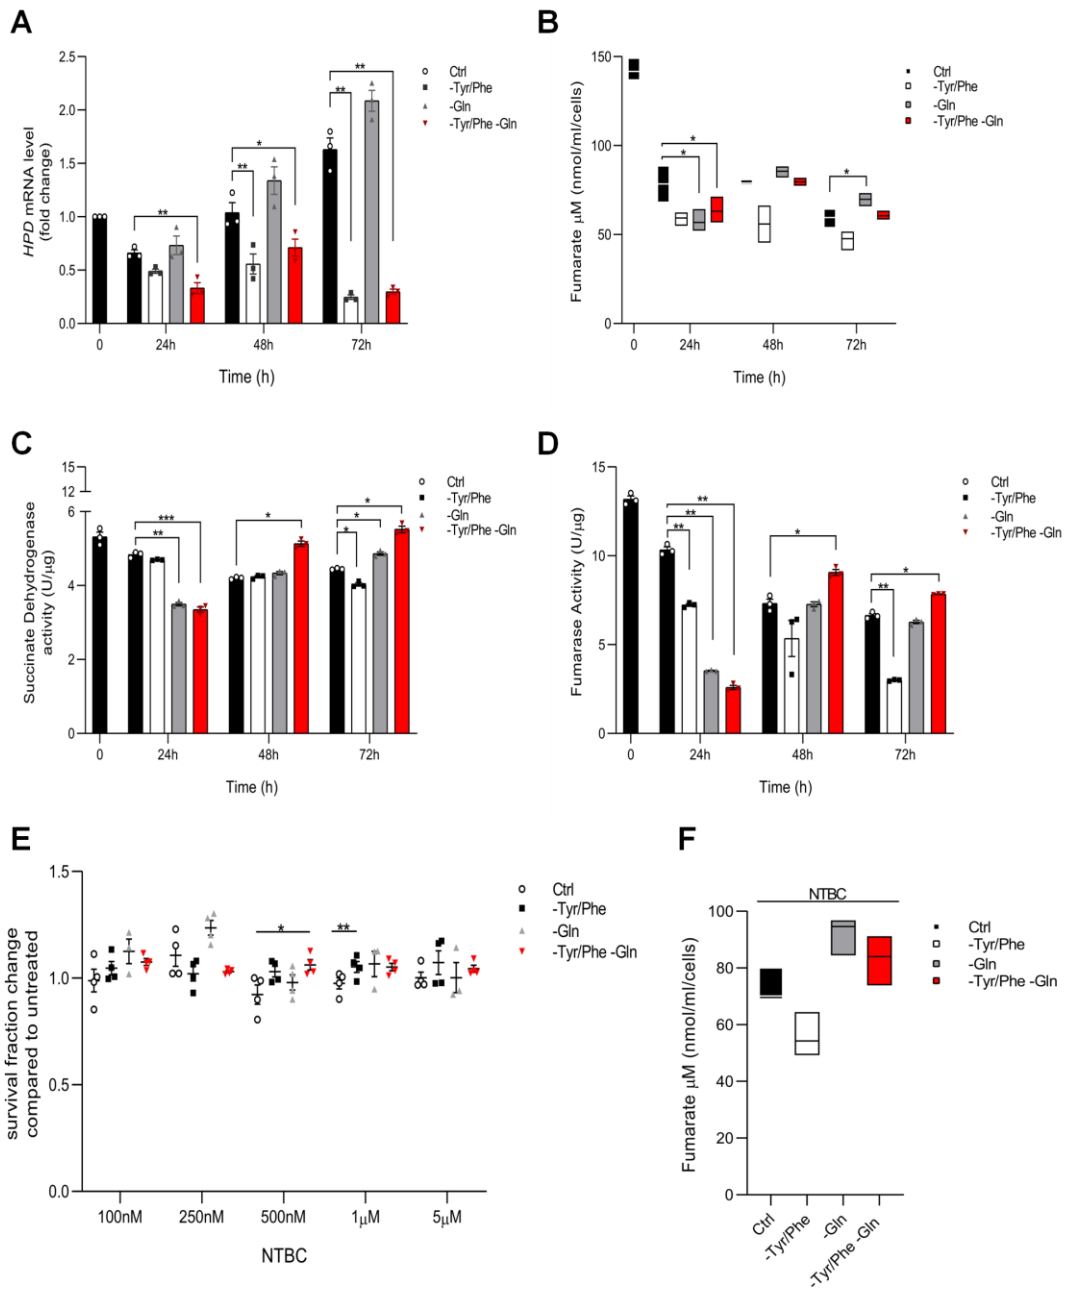 A
HPD mRNA level
(fold change)
2.5
2.0
1.5
1.0
0.5
0.0
0
24h
48h
72h
Time (h)
**
**
*
**
**
Ctrl
-Tyr/Phe
-Gln
-Tyr/Phe -Gln
B
Fumarate μM (nmol/ml/cells)
150
100
50
0
0
24h
48h
72h
Time (h)
*
*
*
Ctrl
-Tyr/Phe
-Gln
-Tyr/Phe -Gln
C
Succinate Dehydrogenase
activity (U/μg)
15
12
6
4
2
0
0
24h
48h
72h
Time (h)
***
**
*
*
*
*
Ctrl
-Tyr/Phe
-Gln
-Tyr/Phe -Gln
D
Fumarase Activity (U/μg)
15
10
5
0
0
24h
48h
72h
Time (h)
**
**
**
*
*
**
Ctrl
-Tyr/Phe
-Gln
-Tyr/Phe -Gln
E
survival fraction change
compared to untreated
1.5
1.0
0.5
0.0
100nM
250nM
500nM
1μM
5μM
NTBC
*
**
Ctrl
-Tyr/Phe
-Gln
-Tyr/Phe -Gln
F
NTBC
Fumarate μM (nmol/ml/cells)
100
80
60
40
20
0
Ctrl
-Tyr/Phe
-Gln
-Tyr/Phe -Gln
Ctrl
-Tyr/Phe
-Gln
-Tyr/Phe -Gln